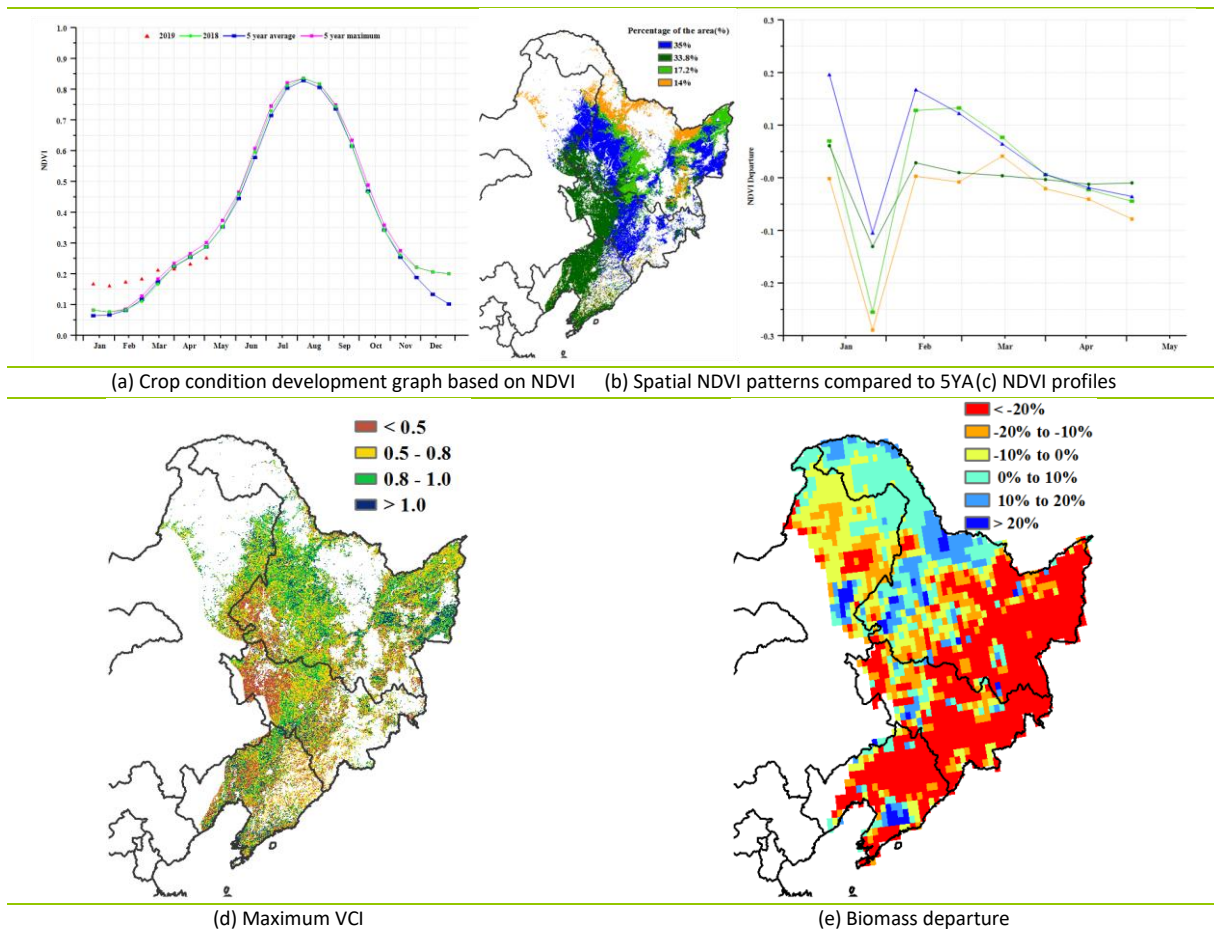 1.0
0.9
0.8
0.7
0.6
0.5
0.4
0.3
0.2
0.1
0.0
NDVI
2019 2018 5 year average 5 year maximum
Jan Feb Mar Apr May Jun Jul Aug Sep Oct Nov Dec
Percentage of the area(%)
35%
33.8%
17.2%
14%
0.3
0.2
0.1
-0.0
-0.1
-0.2
-0.3
NDVI Departure
Jan Feb Mar Apr May
(a) Crop condition development graph based on NDVI
(b) Spatial NDVI patterns compared to 5YA
(c) NDVI profiles
< 0.5
0.5 - 0.8
0.8 - 1.0
> 1.0
< -20%
-20% to -10%
-10% to 0%
0% to 10%
10% to 20%
> 20%
(d) Maximum VCI
(e) Biomass departure